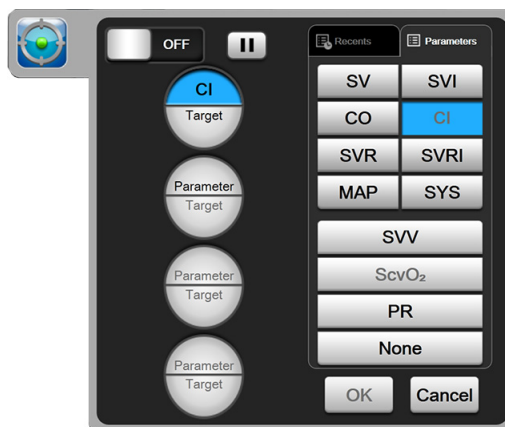 OFF
Recents
Parameters
CI
Target
Parameter
Target
Parameter
Target
Parameter
Target
SV SVI
CO CI
SVR SVRI
MAP SYS
SVV
ScvO₂
PR
None
OK Cancel